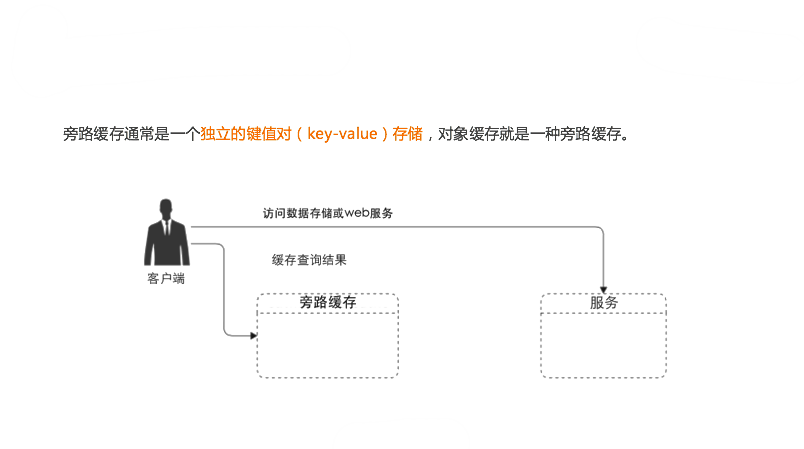 旁路缓存通常是一个独立的键值对（key-value）存储，对象缓存就是一种旁路缓存。
访问数据存储或web服务
缓存查询结果
客户端
旁路缓存
服务